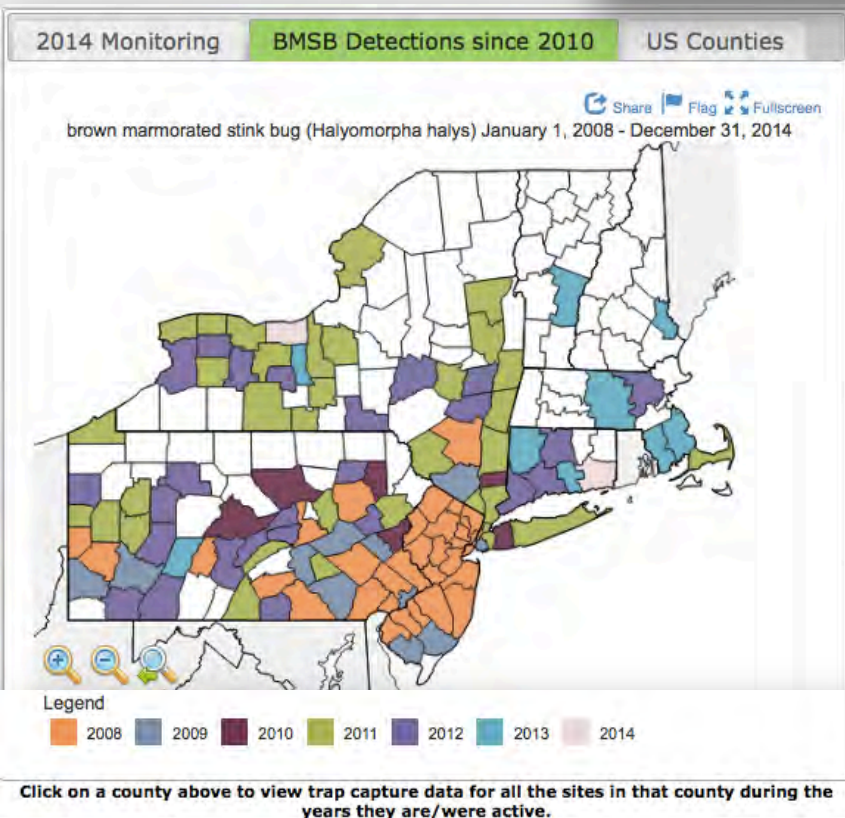 2014 Monitoring BMSB Detections since 2010 US Counties
Share Flag Fullscreen
brown marmorated stink bug (Halyomorpha halys) January 1, 2008 - December 31, 2014
Legend
2008 2009 2010 2011 2012 2013 2014
Click on a county above to view trap capture data for all the sites in that county during the
years they are/were active.